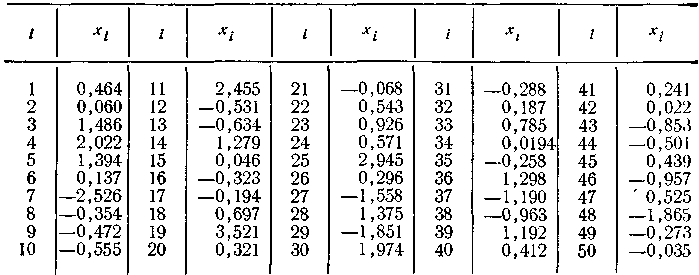 i x_i i x_i i x_i i x_i i x_i
1 0,464 11 2,455 21 —0,068 31 —0,288 41 0,241
2 0,060 12 —0,531 22 0,543 32 0,187 42 0,022
3 1,486 13 —0,634 23 0,926 33 0,785 43 —0,853
4 2,022 14 1,279 24 0,571 34 0,0194 44 —0,501
5 1,394 15 0,046 25 2,945 35 —0,258 45 0,439
6 0,137 16 —0,323 26 0,296 36 1,298 46 —0,957
7 —2,526 17 —0,194 27 —1,558 37 —1,190 47 0,525
8 —0,354 18 0,697 28 1,375 38 —0,963 48 —1,865
9 —0,472 19 3,521 29 —1,851 39 1,192 49 —0,273
10 —0,555 20 0,321 30 1,974 40 0,412 50 —0,035